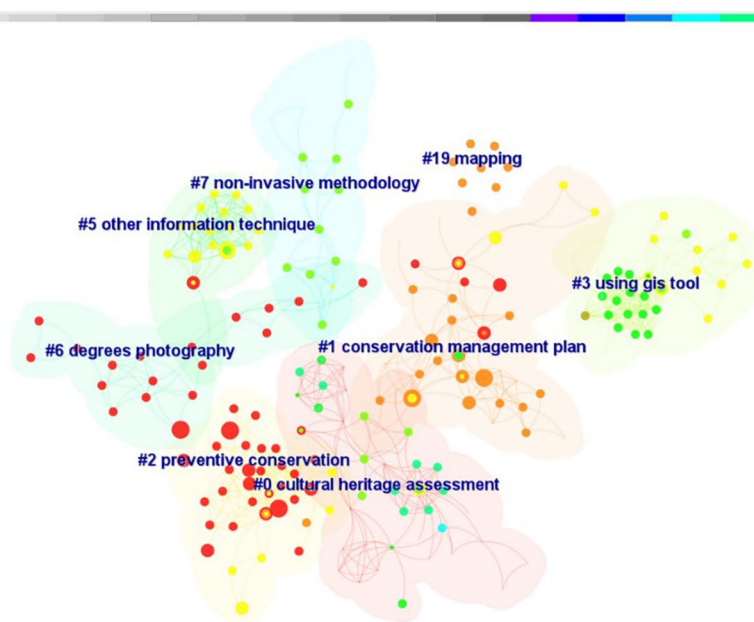 #19 mapping
#7 non-invasive methodology
#5 other information technique
#3 using gis tool
#1 conservation management plan
#6 degrees photography
#2 preventive conservation
#0 cultural heritage assessment